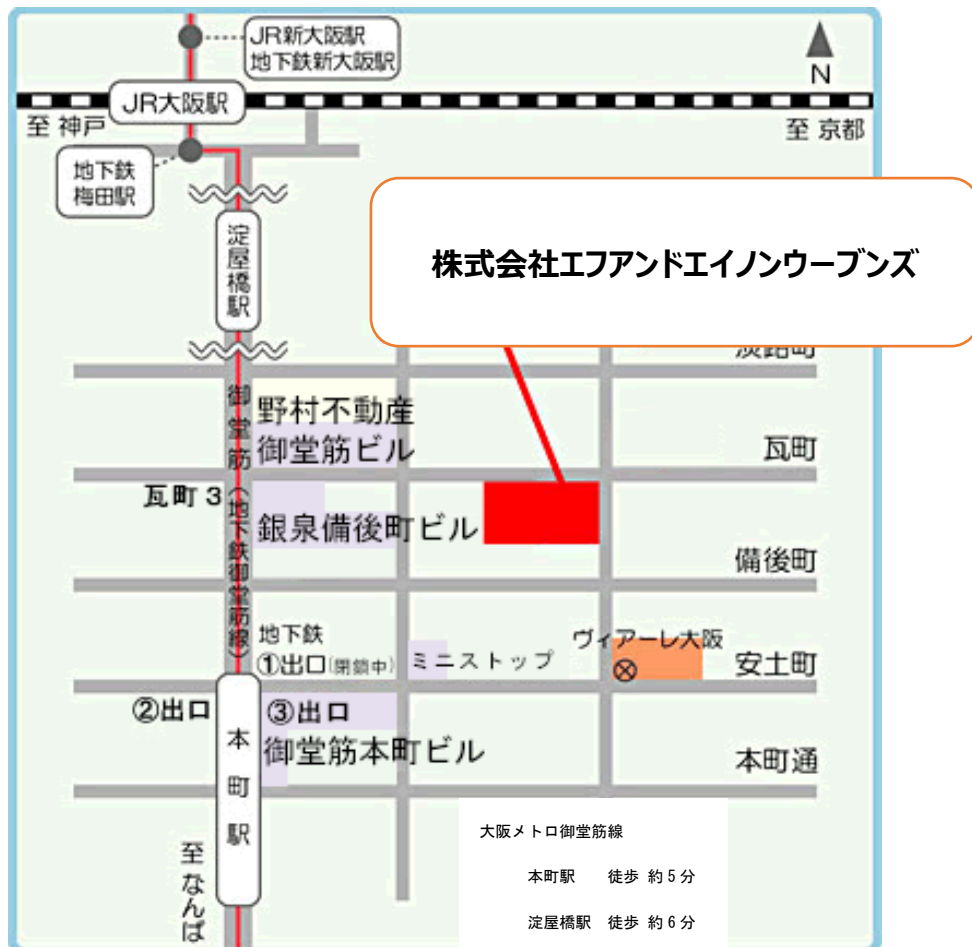 JR新大阪駅
地下鉄新大阪駅
N
JR大阪駅
至 神戸
至 京都
地下鉄
梅田駅
株式会社エフアンドエイノンウーブンズ
淀屋橋駅
淡路町
御堂筋(地下鉄御堂筋線)
野村不動産
御堂筋ビル
瓦町
瓦町3
銀泉備後町ビル
備後町
地下鉄
①出口(閉鎖中)
ミニストップ
ヴィアーレ大阪
安土町
②出口
③出口
本町駅
御堂筋本町ビル
本町通
至 なんば
大阪メトロ御堂筋線
本町駅 徒歩 約5分
淀屋橋駅 徒歩 約6分